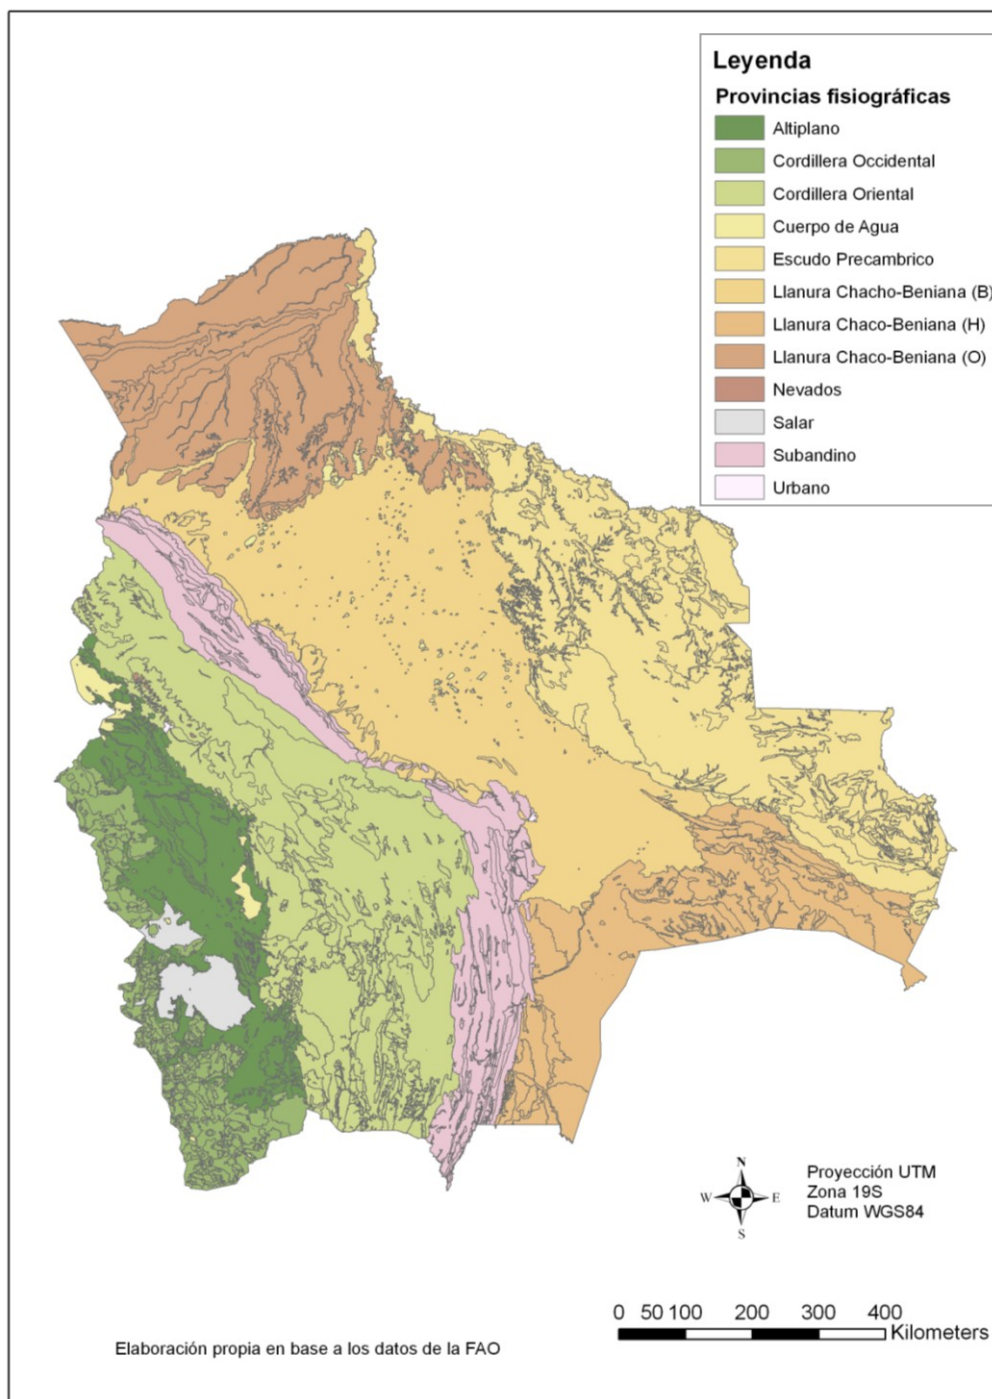 Leyenda
Provincias fisiográficas
Altiplano
Cordillera Occidental
Cordillera Oriental
Cuerpo de Agua
Escudo Precambrico
Llanura Chacho-Beniana (B)
Llanura Chaco-Beniana (H)
Llanura Chaco-Beniana (O)
Nevados
Salar
Subandino
Urbano
N
W E
S
Proyección UTM
Zona 19S
Datum WGS84
0 50 100 200 300 400
Kilometers
Elaboración propia en base a los datos de la FAO